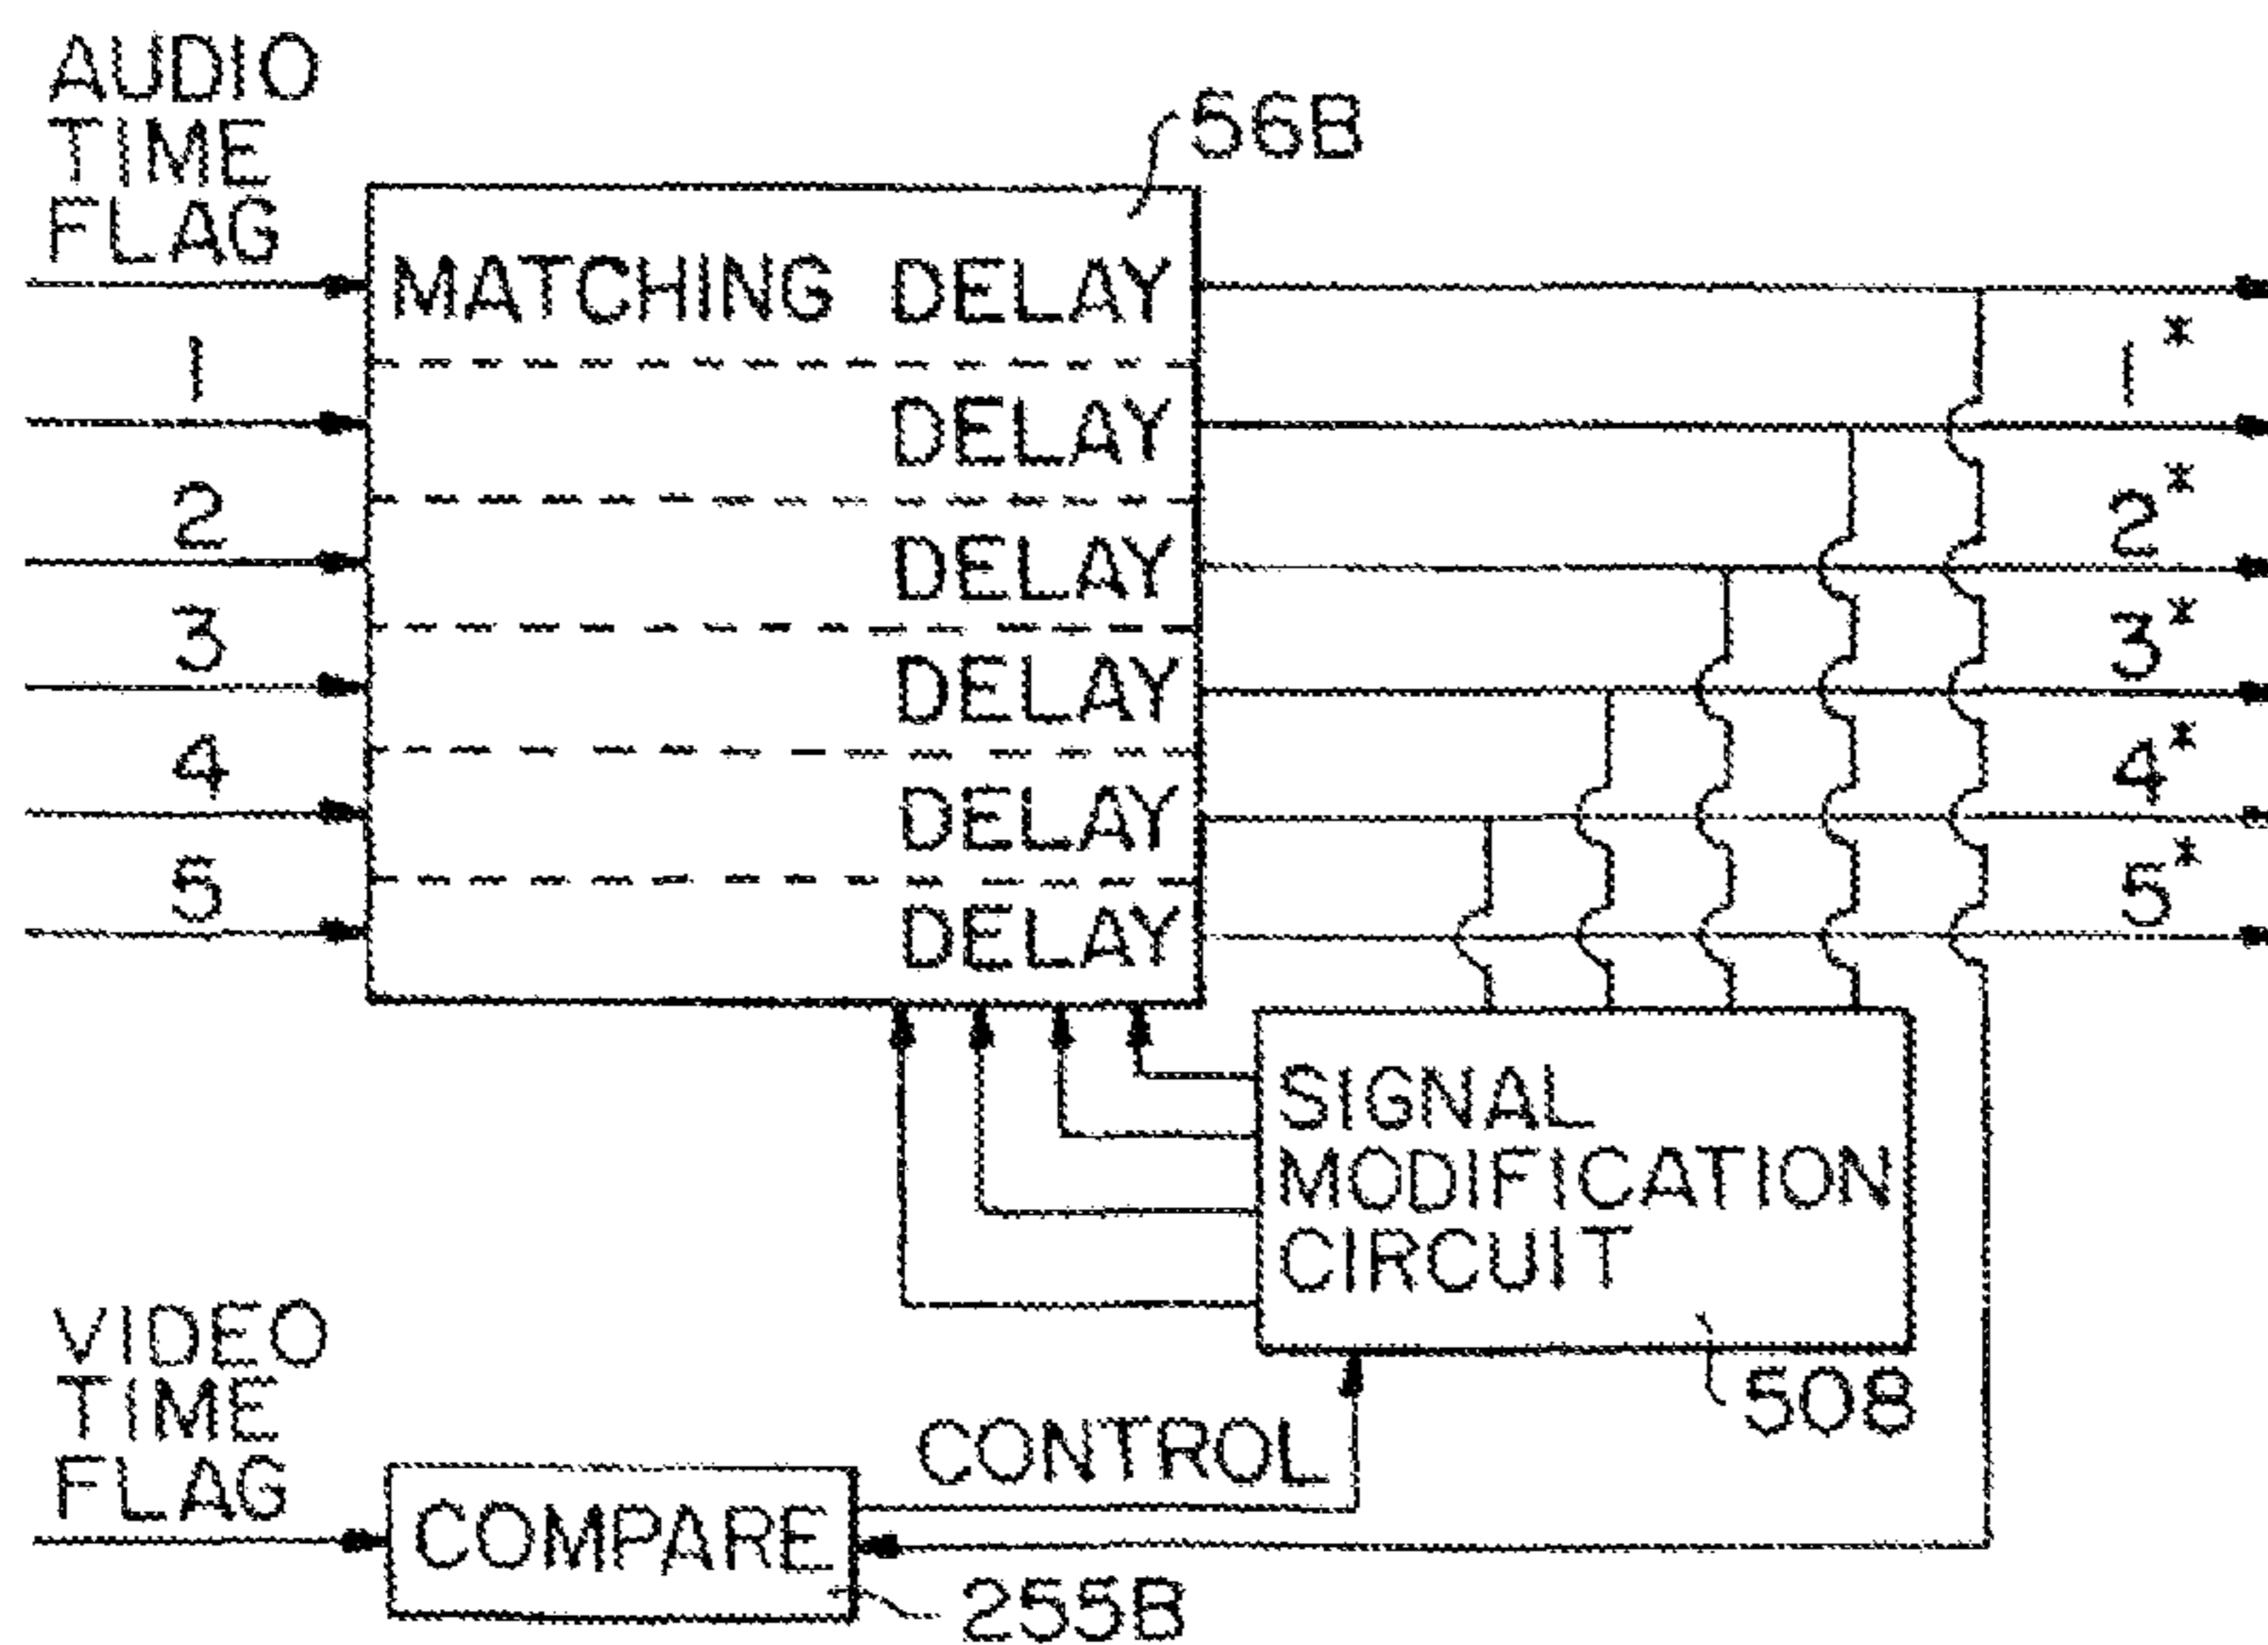 AUDIO
TIME
FLAG
56B
MATCHING DELAY
1
1*
DELAY
2
2*
DELAY
3
3*
DELAY
4
4*
DELAY
5
5*
DELAY
SIGNAL
MODIFICATION
CIRCUIT
508
VIDEO
TIME
FLAG
CONTROL
COMPARE
255B